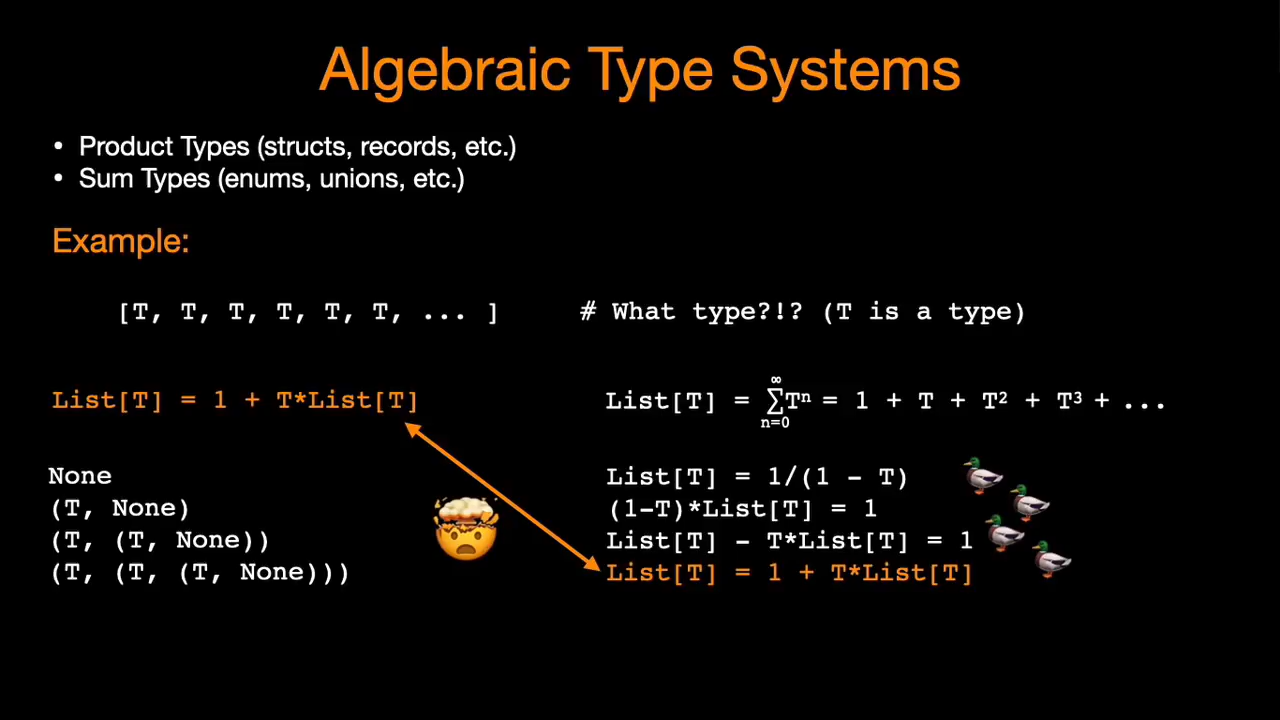 Algebraic Type Systems
• Product Types (structs, records, etc.)
• Sum Types (enums, unions, etc.)
Example:
[T, T, T, T, T, T, ... ] # What type?!? (T is a type)
List[T] = 1 + T*List[T]
List[T] = ∞∑n=0 Tⁿ = 1 + T + T² + T³ + ...
None
(T, None)
(T, (T, None))
(T, (T, (T, None)))
List[T] = 1/(1 - T)
(1-T)*List[T] = 1
List[T] - T*List[T] = 1
List[T] = 1 + T*List[T]